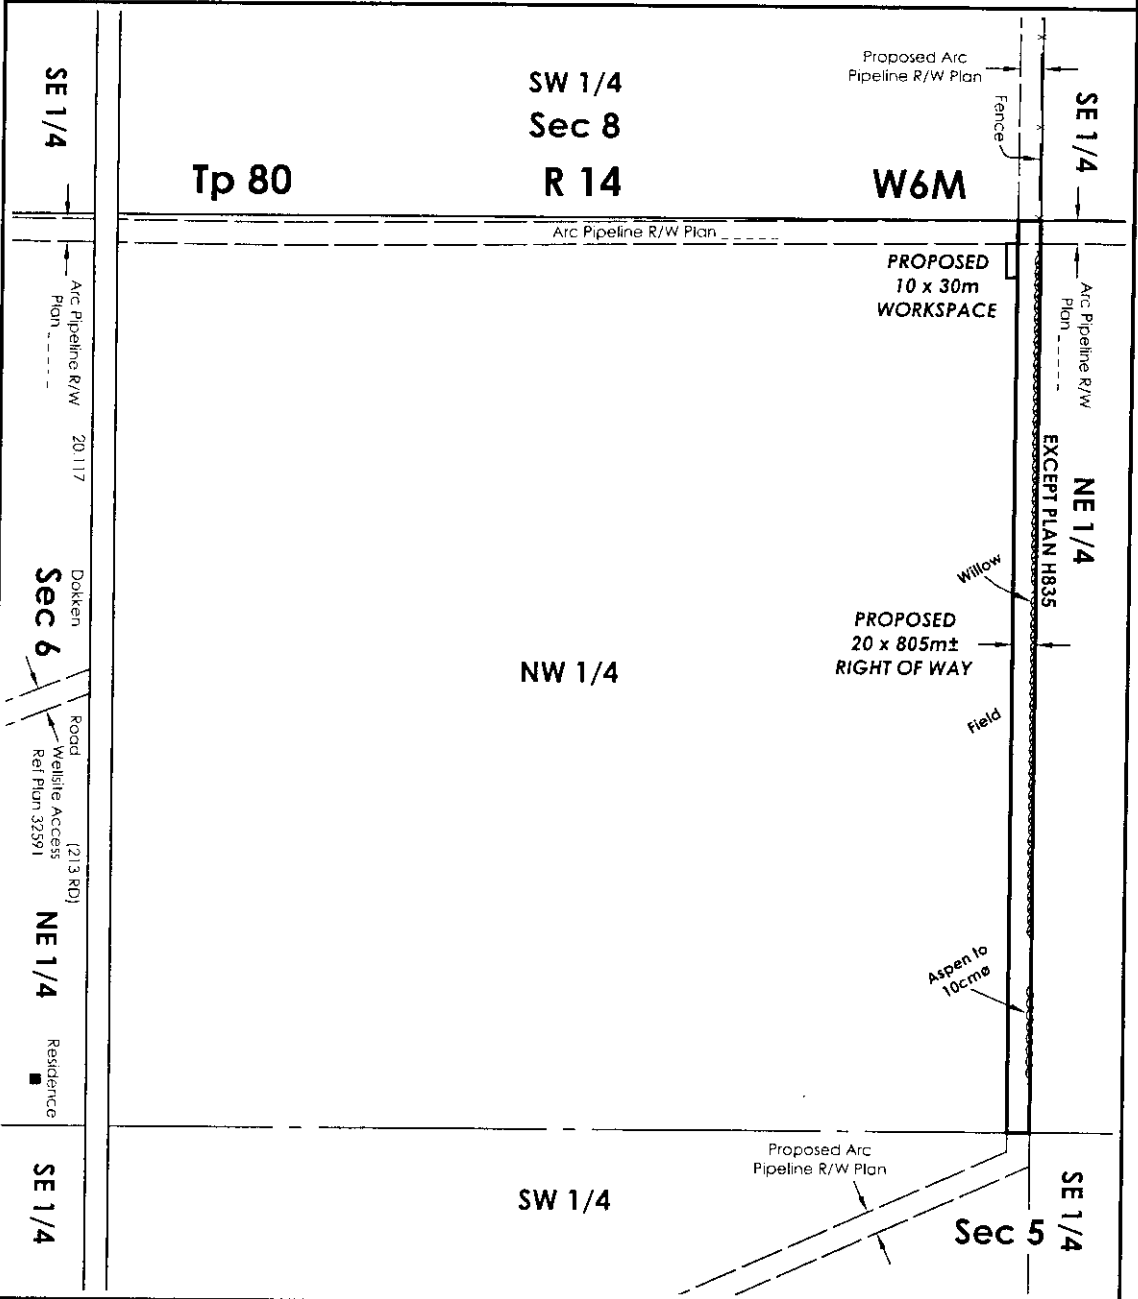 SW 1/4
Sec 8
Tp 80 R 14 W6M
SE 1/4
Proposed Arc
Pipeline R/W Plan
Fence
SE 1/4
Arc Pipeline R/W Plan _ _ _ _ _
PROPOSED
10 x 30m
WORKSPACE
Arc Pipeline R/W
Plan _ _ _ _ _
Arc Pipeline R/W
Plan _ _ _ _ _
NE 1/4
EXCEPT PLAN H835
20.117
Dokken Road (213 RD)
Sec 6
Willow
PROPOSED
20 x 805m±
RIGHT OF WAY
NW 1/4
Field
Wellsite Access
Ref Plan 32591
NE 1/4
Aspen to
10cmø
Residence
SE 1/4
SW 1/4
Proposed Arc
Pipeline R/W Plan
Sec 5
SE 1/4